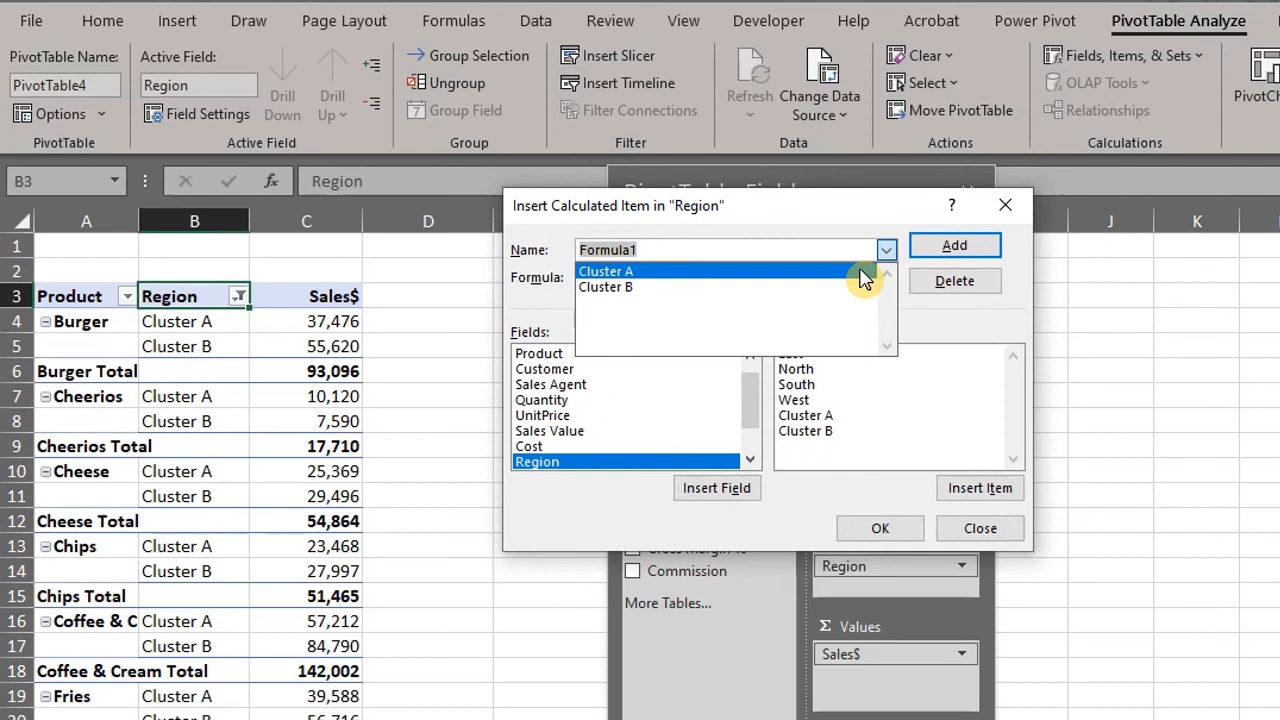 File Home Insert Draw Page Layout Formulas Data Review View Developer Help Acrobat Power Pivot PivotTable Analyze
PivotTable Name:
PivotTable4
Options
PivotTable
Active Field:
Region
Field Settings
Drill Down
Drill Up
Active Field
Group Selection
Ungroup
Group Field
Group
Insert Slicer
Insert Timeline
Filter Connections
Filter
Refresh
Change Data Source
Data
Clear
Select
Move PivotTable
Actions
Fields, Items, & Sets
OLAP Tools
Relationships
Calculations
B3 fx Region
A B C D J K
1
2
3 Product Region Sales$
4 Burger Cluster A 37,476
5 Cluster B 55,620
6 Burger Total 93,096
7 Cheerios Cluster A 10,120
8 Cluster B 7,590
9 Cheerios Total 17,710
10 Cheese Cluster A 25,369
11 Cluster B 29,496
12 Cheese Total 54,864
13 Chips Cluster A 23,468
14 Cluster B 27,997
15 Chips Total 51,465
16 Coffee & C Cluster A 57,212
17 Cluster B 84,790
18 Coffee & Cream Total 142,002
19 Fries Cluster A 39,588
Insert Calculated Item in "Region" ?
Name: Formula1 Add
Formula: Delete
Cluster A
Cluster B
Fields:
Product
Customer
Sales Agent
Quantity
UnitPrice
Sales Value
Cost
Region
North
South
West
Cluster A
Cluster B
Insert Field Insert Item
OK Close
Commission
More Tables...
Region
Σ Values
Sales$